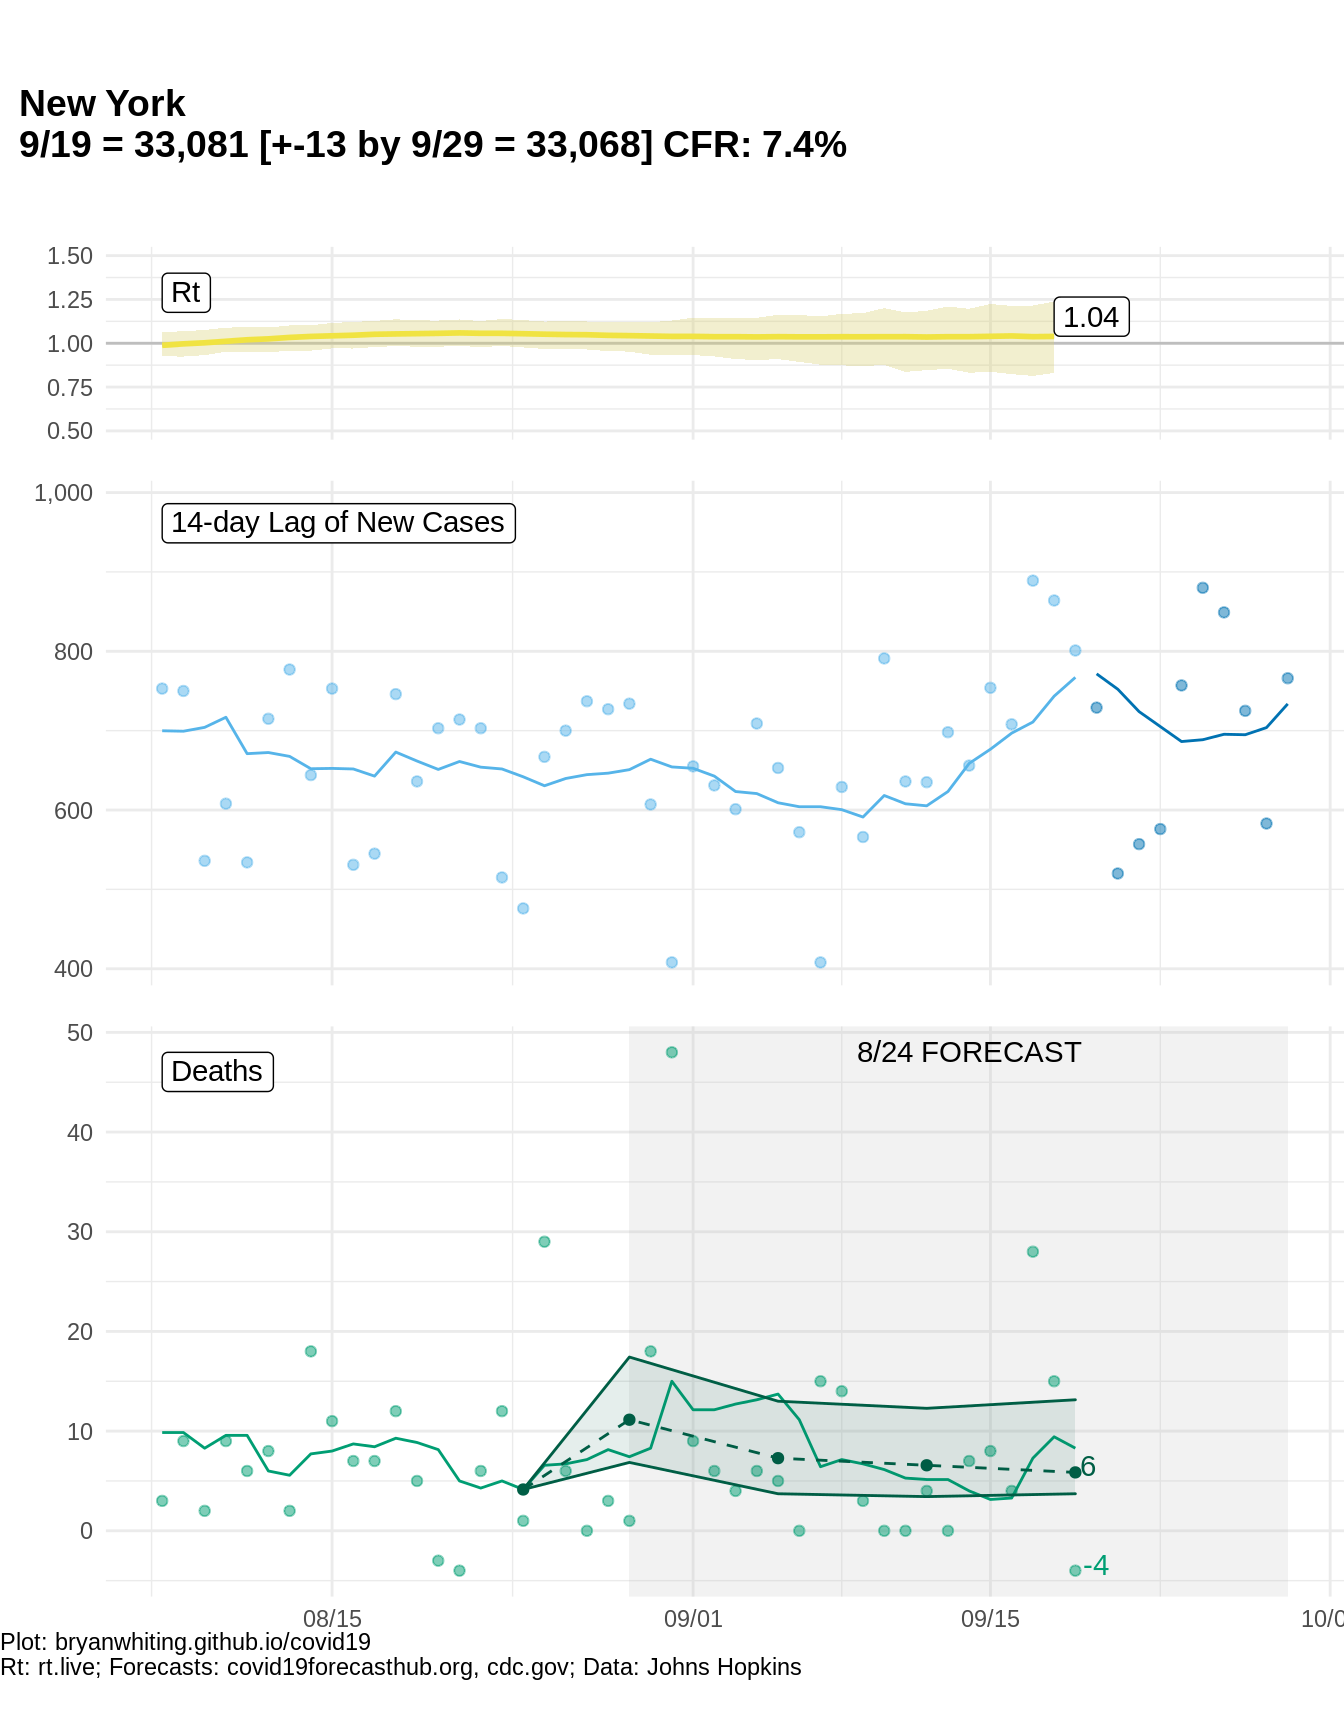 New York
9/19 = 33,081 [+-13 by 9/29 = 33,068] CFR: 7.4%
1.50
1.25
1.00
0.75
0.50
Rt
1.04
1,000
800
600
400
14-day Lag of New Cases
50
40
30
20
10
0
Deaths
8/24 FORECAST
6
-4
08/15
09/01
09/15
10/0
Plot: bryanwhiting.github.io/covid19
Rt: rt.live; Forecasts: covid19forecasthub.org, cdc.gov; Data: Johns Hopkins